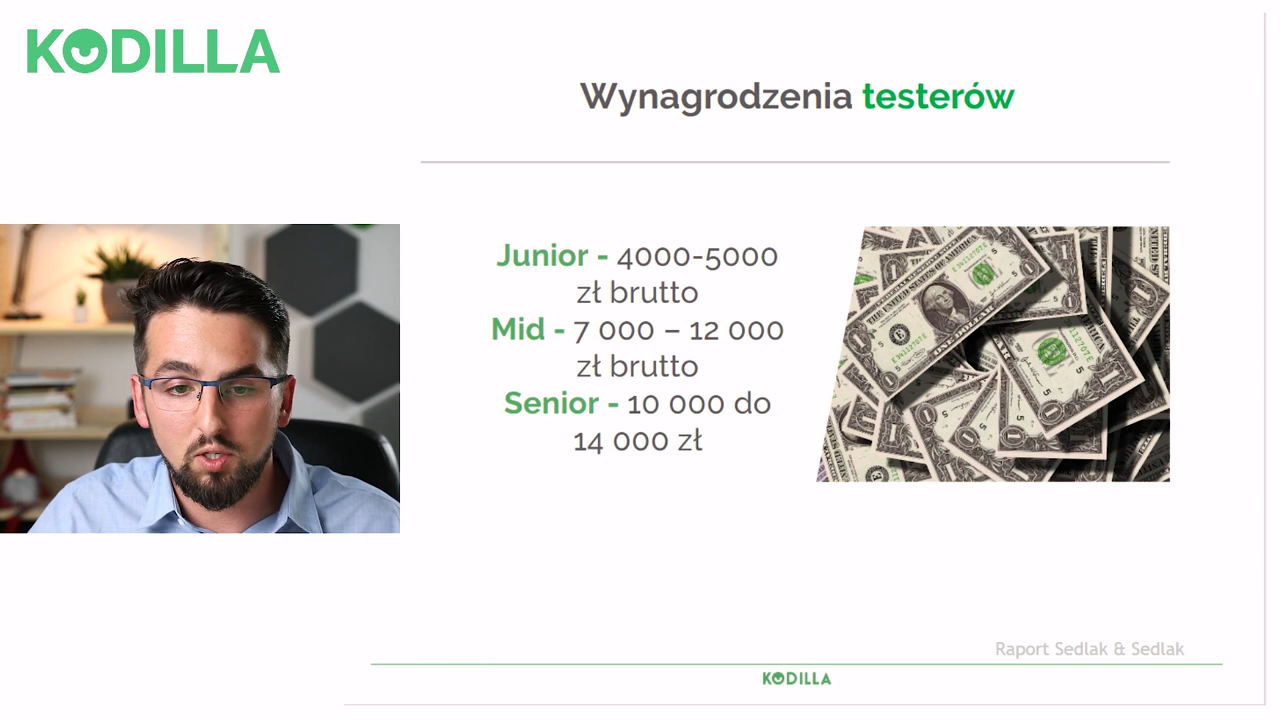 KODILLA
Wynagrodzenia testerów
Junior - 4000-5000
zł brutto
Mid - 7 000 – 12 000
zł brutto
Senior - 10 000 do
14 000 zł
Raport Sedlak & Sedlak
KODILLA